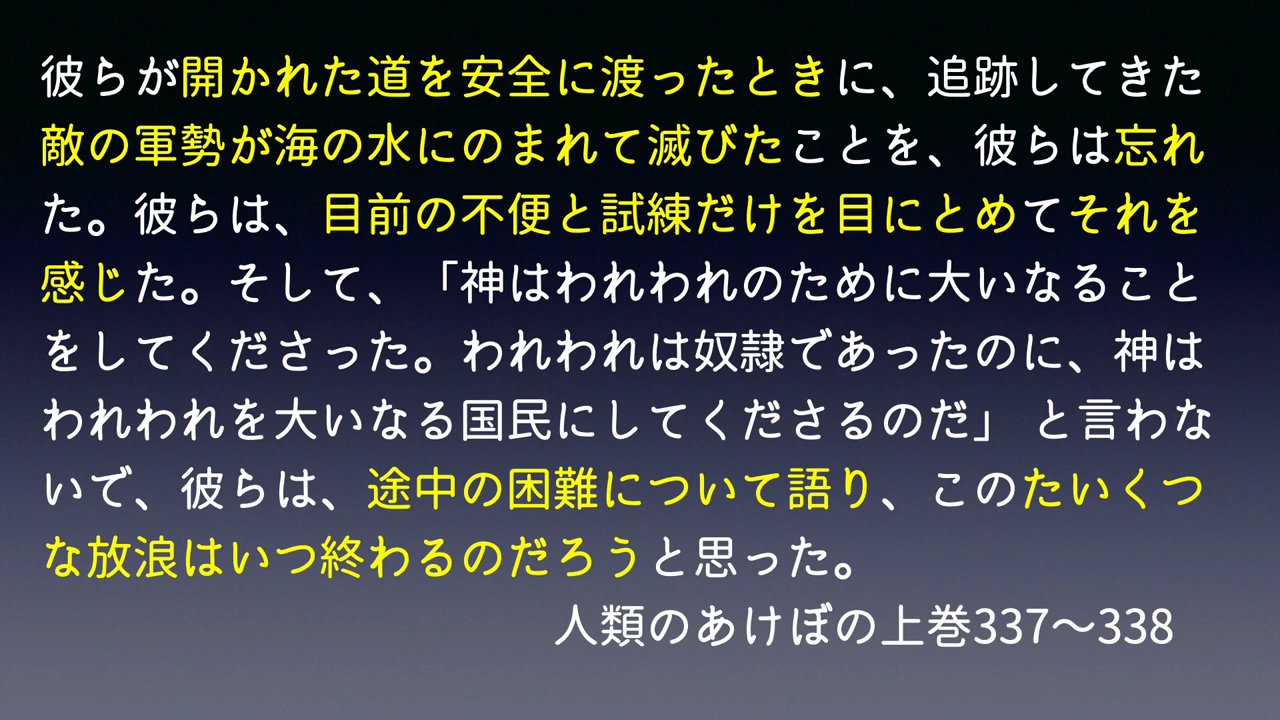 彼らが開かれた道を安全に渡ったときに、追跡してきた
敵の軍勢が海の水にのまれて滅びたことを、彼らは忘れ
た。彼らは、目前の不便と試練だけを目にとめてそれを
感じた。そして、「神はわれわれのために大いなること
をしてくださった。われわれは奴隷であったのに、神は
われわれを大いなる国民にしてくださるのだ」 と言わな
いで、彼らは、途中の困難について語り、このたいくつ
な放浪はいつ終わるのだろうと思った。
人類のあけぼの上巻337〜338